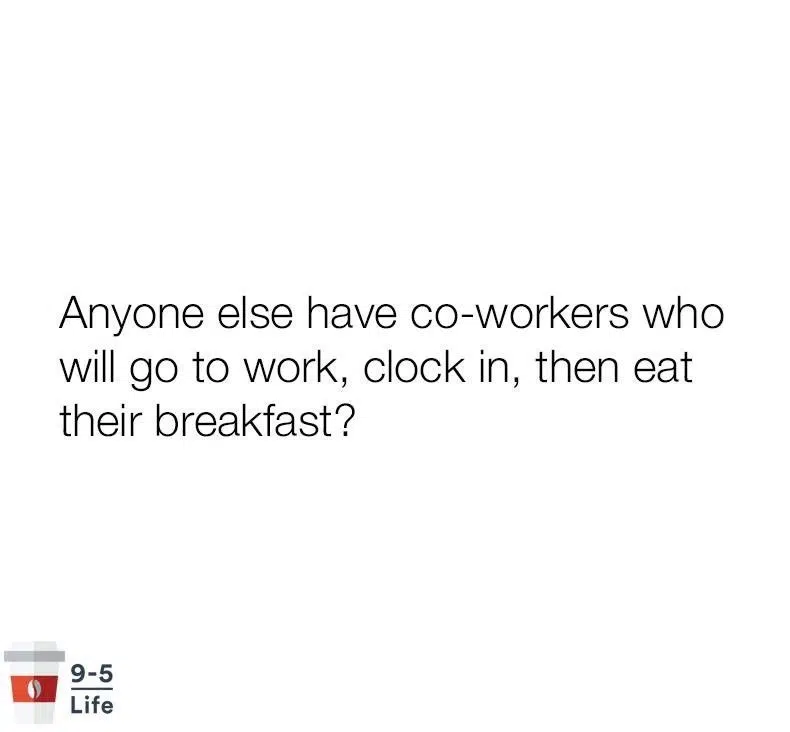 Anyone else have co-workers who
will go to work, clock in, then eat
their breakfast?
9-5
Life